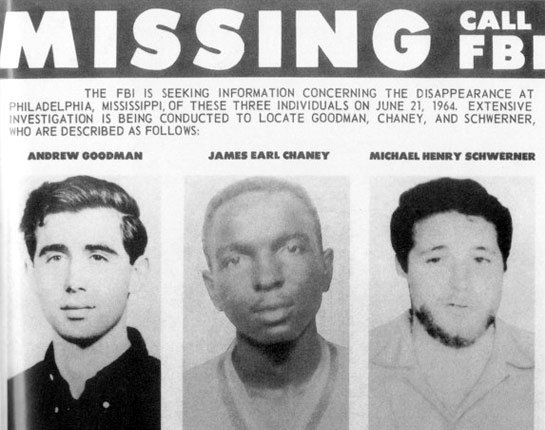 MISSING CALL FBI
THE FBI IS SEEKING INFORMATION CONCERNING THE DISAPPEARANCE AT
PHILADELPHIA, MISSISSIPPI, OF THESE THREE INDIVIDUALS ON JUNE 21, 1964. EXTENSIVE
INVESTIGATION IS BEING CONDUCTED TO LOCATE GOODMAN, CHANEY, AND SCHWERNER,
WHO ARE DESCRIBED AS FOLLOWS:
ANDREW GOODMAN JAMES EARL CHANEY MICHAEL HENRY SCHWERNER